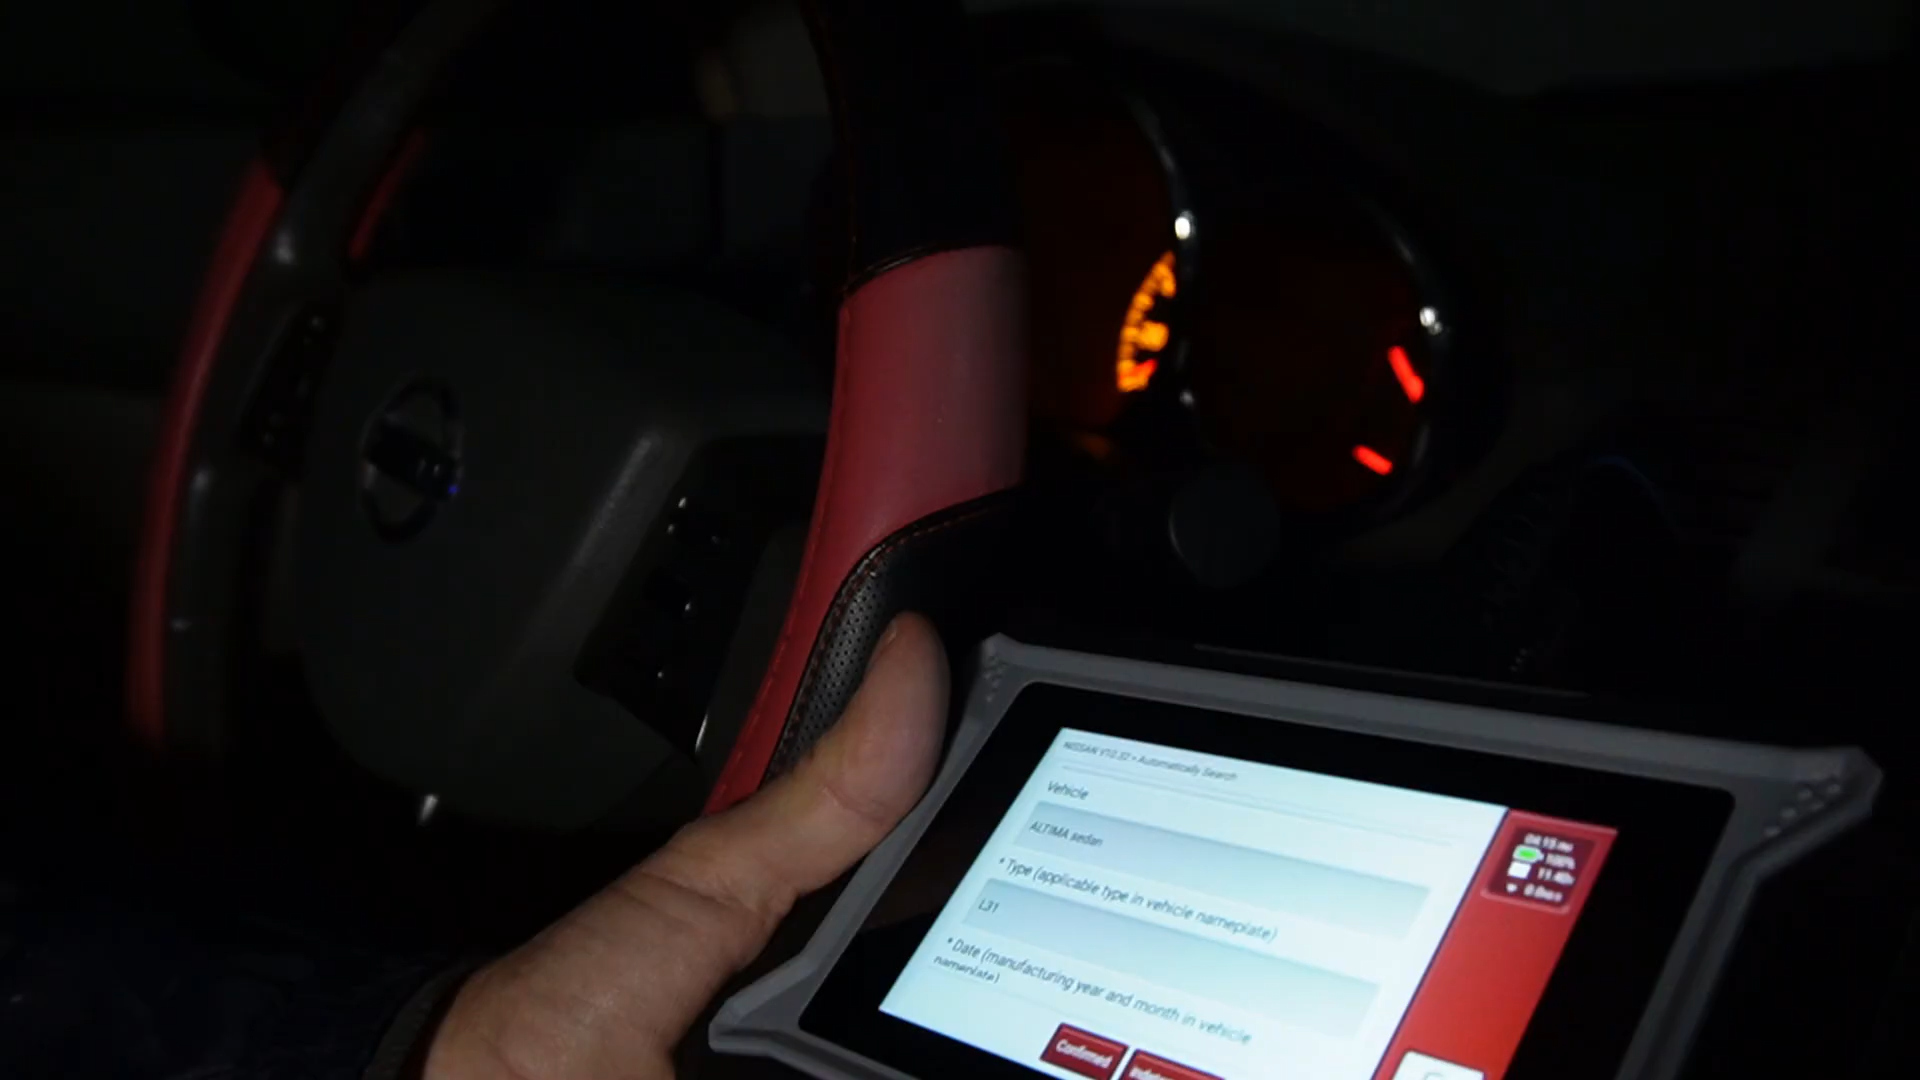 NISSAN V10.32 > Automatically Search
Vehicle
ALTIMA sedan
* Type (applicable type in vehicle nameplate)
L31
* Date (manufacturing year and month in vehicle
nameplate)
Confirmed
100%